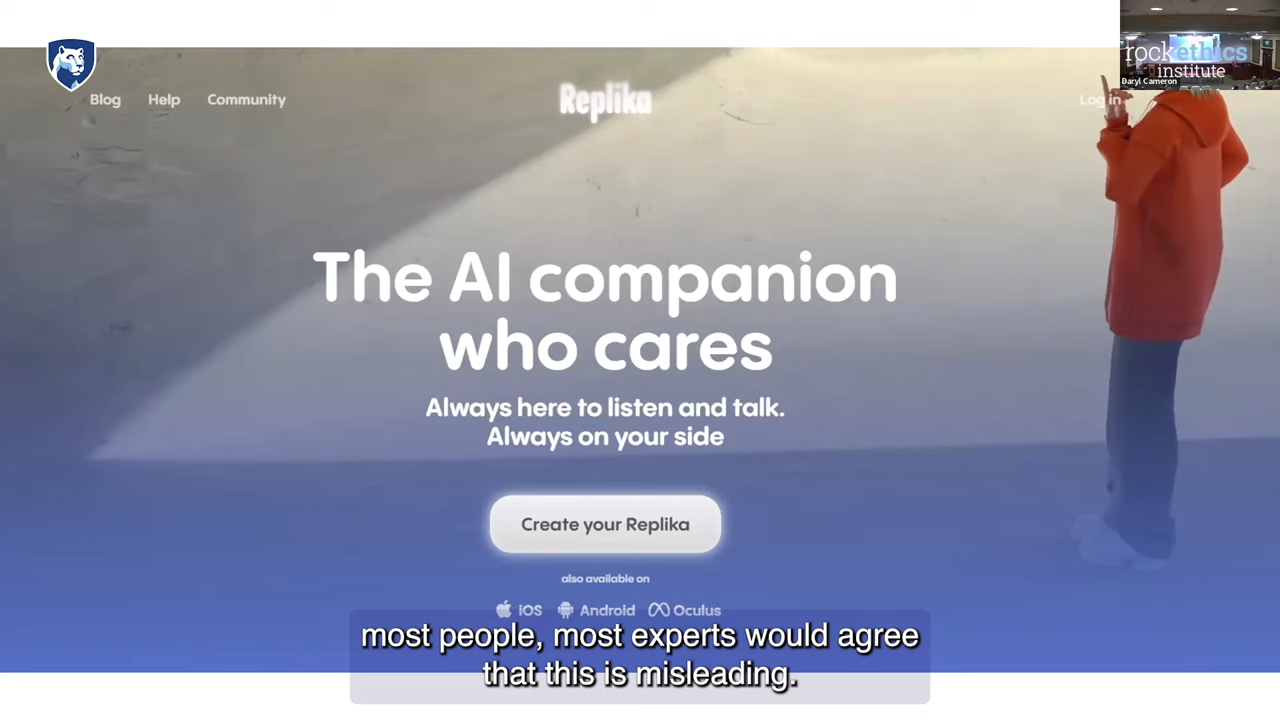 rockethics
institute
Daryl Cameron
Blog Help Community
Replika
Log in
The AI companion
who cares
Always here to listen and talk.
Always on your side
Create your Replika
also available on
iOS Android Oculus
most people, most experts would agree
that this is misleading.